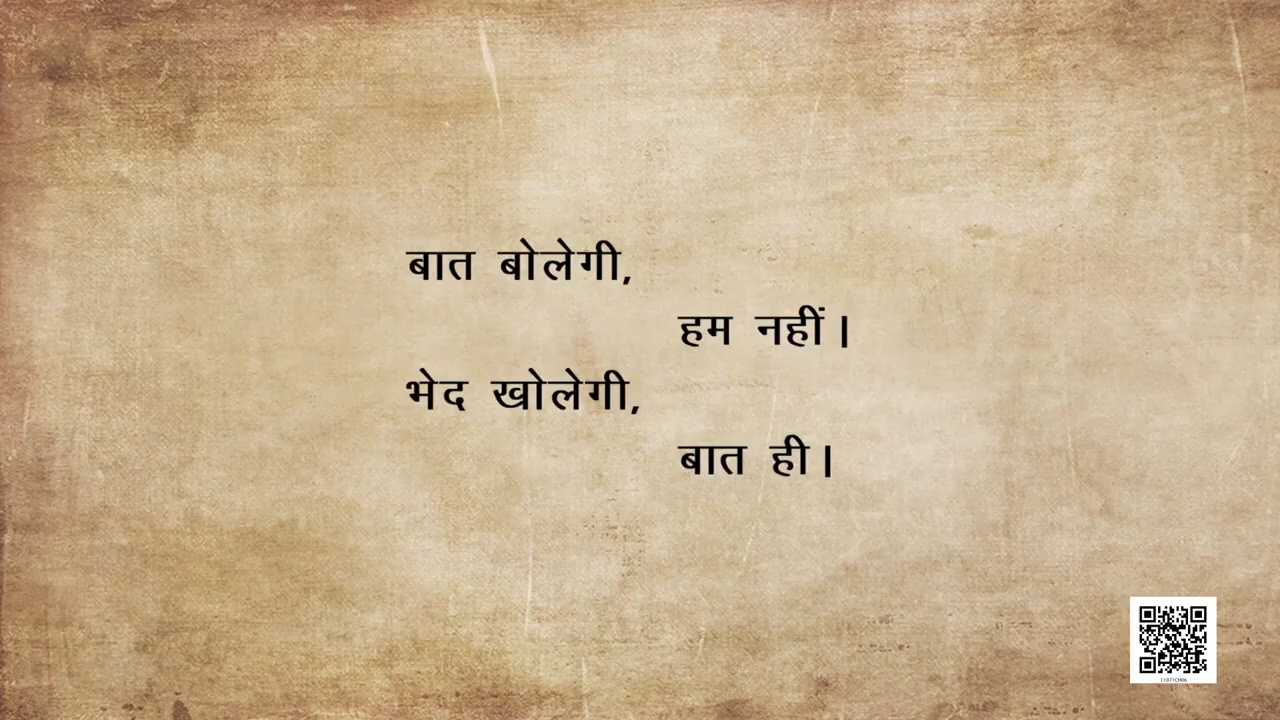 बात बोलेगी,
हम नहीं।
भेद खोलेगी,
बात ही।